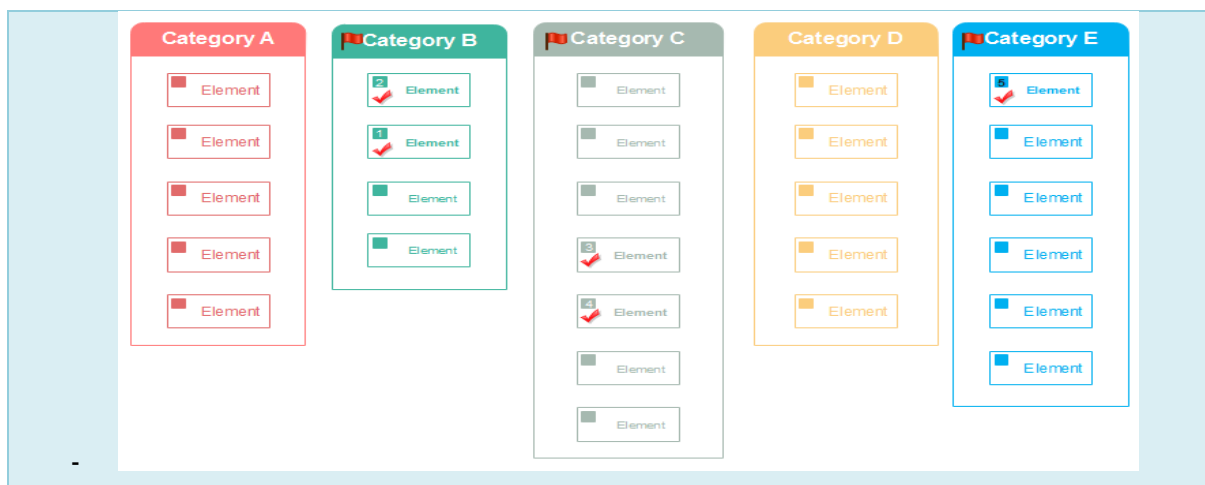 Category A
Element
Element
Element
Element
Element
Category B
2 Element
1 Element
Element
Element
Category C
Element
Element
Element
3 Element
4 Element
Element
Element
Category D
Element
Element
Element
Element
Element
Category E
5 Element
Element
Element
Element
Element
Element
-